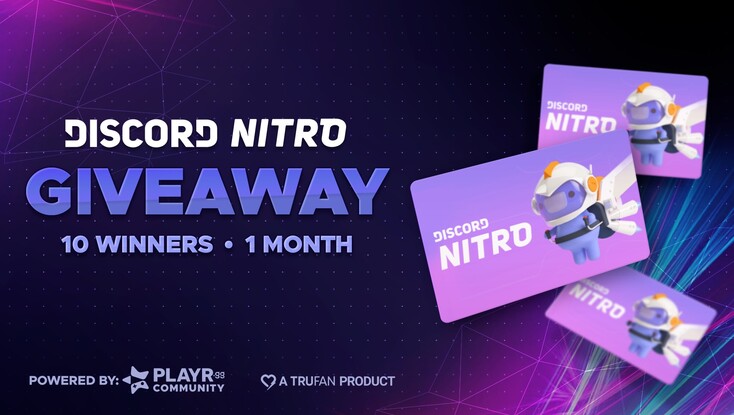 DISCORD NITRO
GIVEAWAY
10 WINNERS • 1 MONTH
DISCORD
NITRO
DISCORD
NITRO
DISCORD
NITRO
POWERED BY: PLAYR.gg
COMMUNITY
A TRUFAN PRODUCT